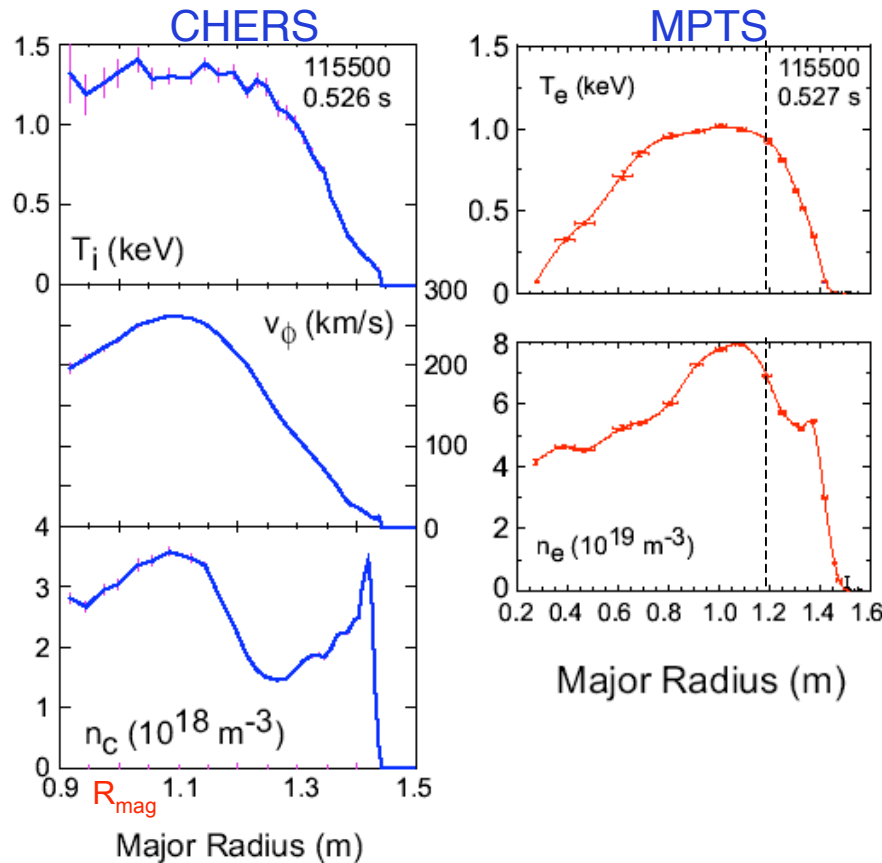 CHERS
1.5
1.0
0.5
0
115500
0.526 s
T_i (keV)
300
200
100
0
v_ϕ (km/s)
4
3
2
1
0
n_c (10^18 m^-3)
0.9 1.1 1.3 1.5
R_mag
Major Radius (m)
MPTS
1.5
1.0
0.5
0
T_e (keV)
115500
0.527 s
8
6
4
2
0
n_e (10^19 m^-3)
0.2 0.4 0.6 0.8 1.0 1.2 1.4 1.6
Major Radius (m)